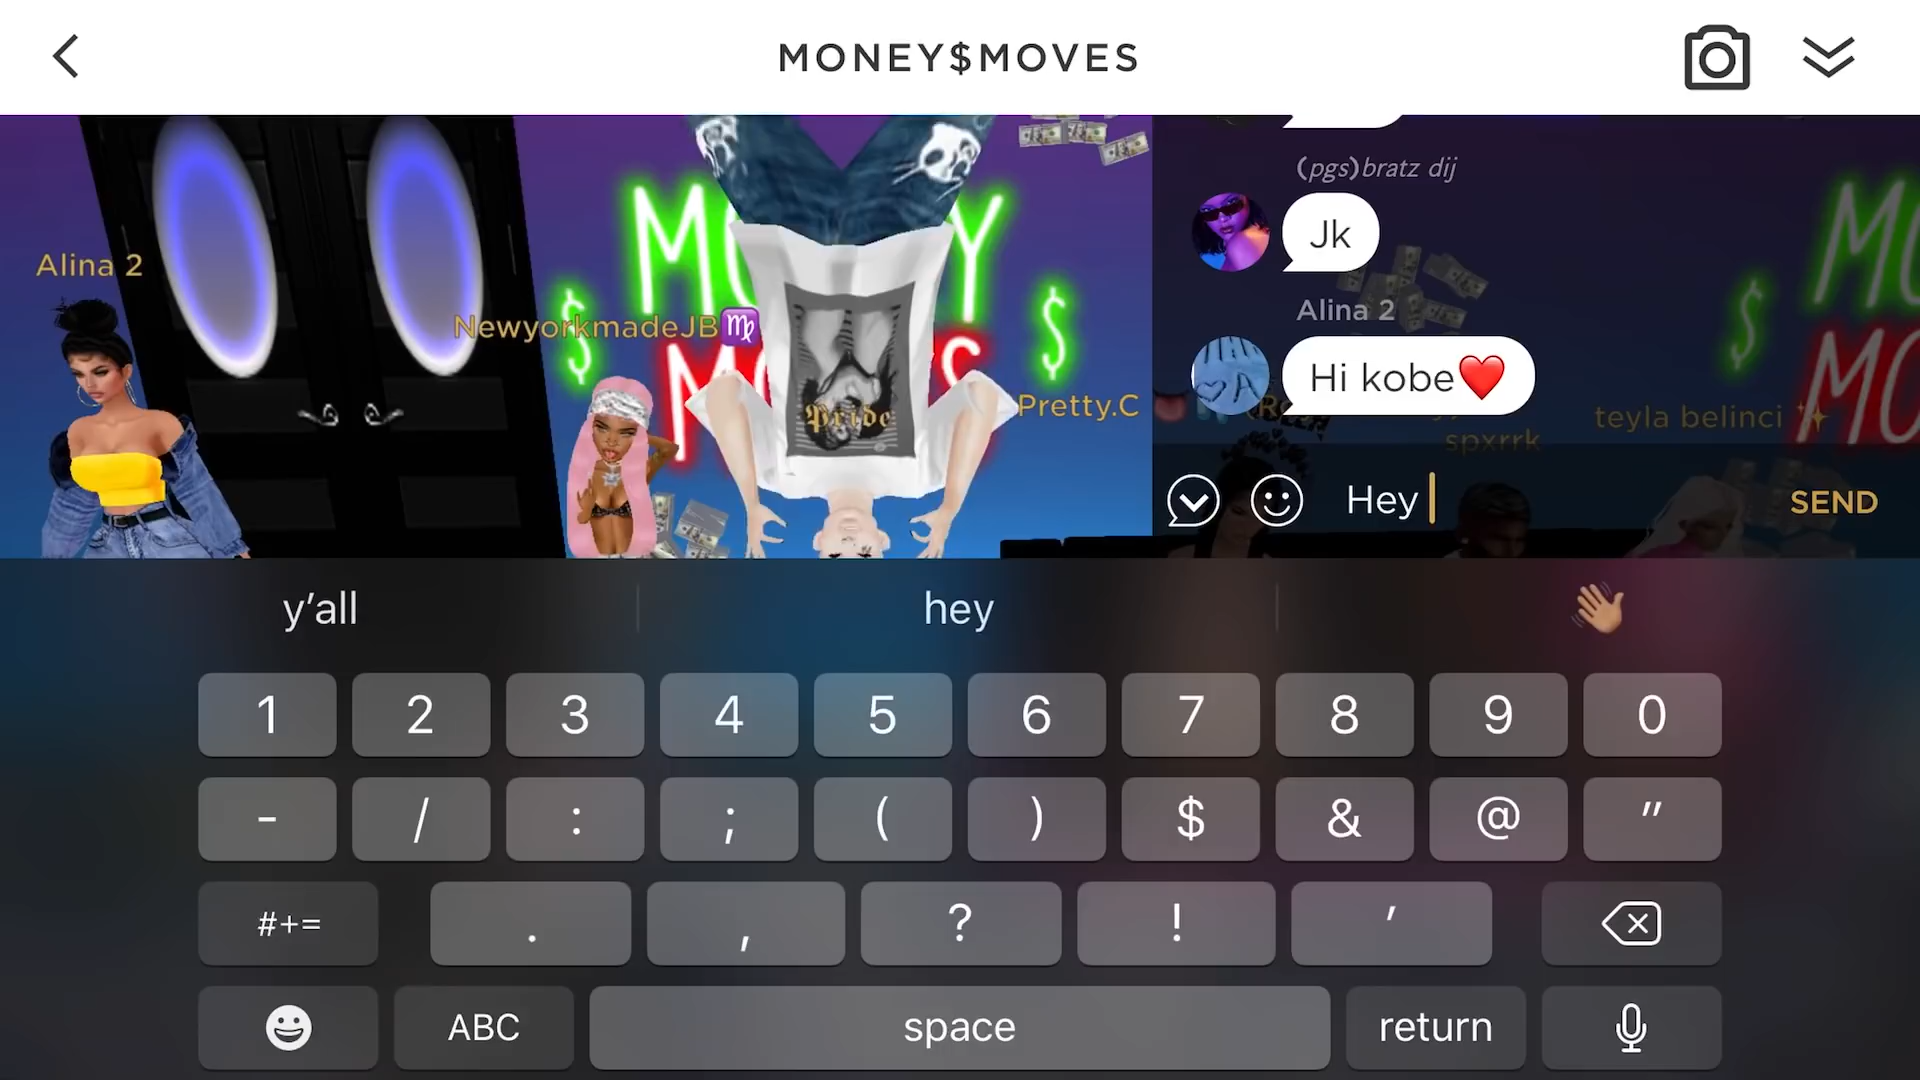 MONEY$MOVES
(pgs)bratz dij
Jk
Alina 2
Hi kobe❤️
Alina 2
NewyorkmadeJB♍
Pretty.C
Pride
$
$
$
spxrrk
teyla belinci ✨
Hey
SEND
y’all
hey
👋🏽
1 2 3 4 5 6 7 8 9 0
- / : ; ( ) $ & @ "
#+= . , ? ! '
ABC space return